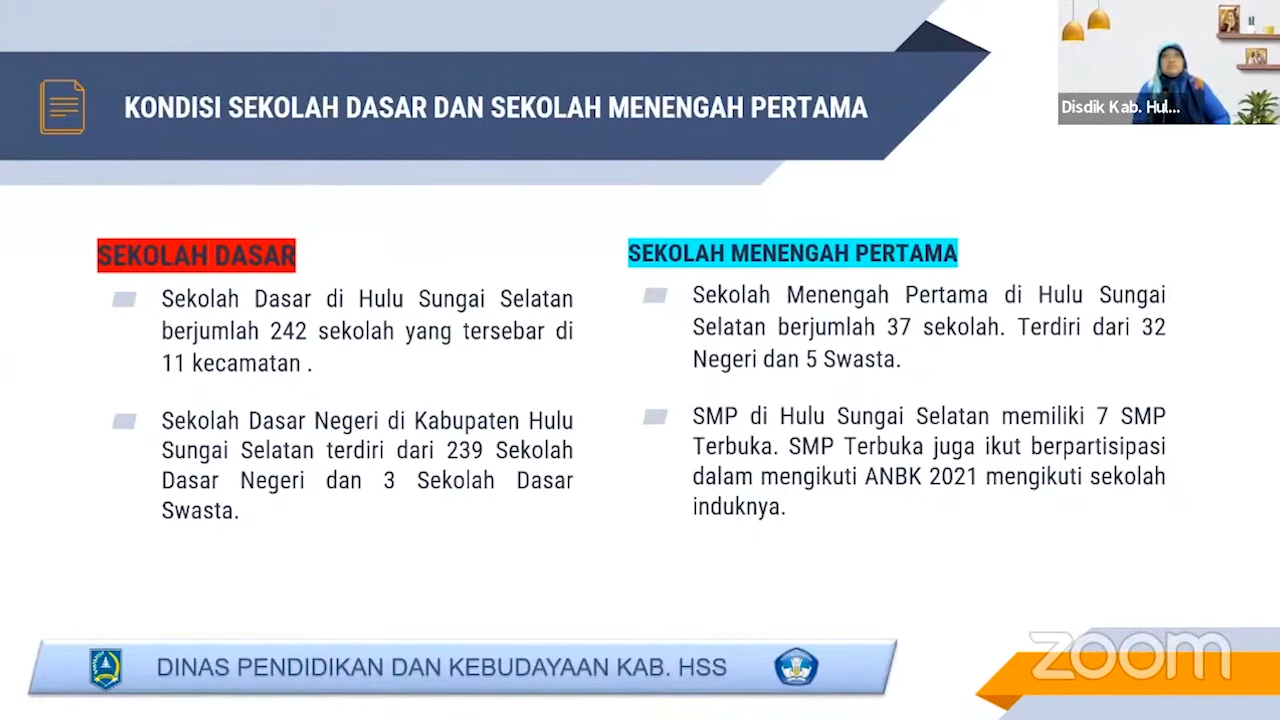 KONDISI SEKOLAH DASAR DAN SEKOLAH MENENGAH PERTAMA
Disdik Kab. Hul...
SEKOLAH DASAR
Sekolah Dasar di Hulu Sungai Selatan
berjumlah 242 sekolah yang tersebar di
11 kecamatan .
Sekolah Dasar Negeri di Kabupaten Hulu
Sungai Selatan terdiri dari 239 Sekolah
Dasar Negeri dan 3 Sekolah Dasar
Swasta.
SEKOLAH MENENGAH PERTAMA
Sekolah Menengah Pertama di Hulu Sungai
Selatan berjumlah 37 sekolah. Terdiri dari 32
Negeri dan 5 Swasta.
SMP di Hulu Sungai Selatan memiliki 7 SMP
Terbuka. SMP Terbuka juga ikut berpartisipasi
dalam mengikuti ANBK 2021 mengikuti sekolah
induknya.
DINAS PENDIDIKAN DAN KEBUDAYAAN KAB. HSS
zoom